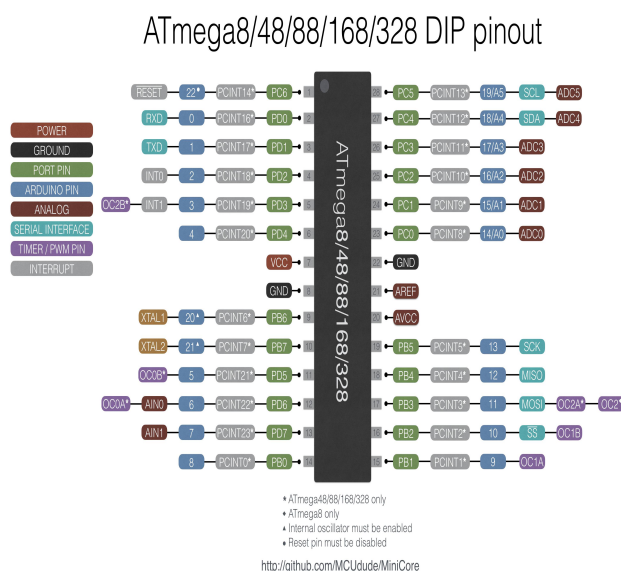 ATmega8/48/88/168/328 DIP pinout
RESET 22• PCINT14* PC6 1 28 PC5 PCINT13* 19/A5 SCL ADC5
RXD 0 PCINT16* PD0 2 27 PC4 PCINT12* 18/A4 SDA ADC4
TXD 1 PCINT17* PD1 3 26 PC3 PCINT11* 17/A3 ADC3
INT0 2 PCINT18* PD2 4 25 PC2 PCINT10* 16/A2 ADC2
OC2B* INT1 3 PCINT19* PD3 5 24 PC1 PCINT9* 15/A1 ADC1
4 PCINT20* PD4 6 23 PC0 PCINT8* 14/A0 ADC0
VCC 7 22 GND
GND 8 21 AREF
XTAL1 20▲ PCINT6* PB6 9 20 AVCC
XTAL2 21▲ PCINT7* PB7 10 19 PB5 PCINT5* 13 SCK
OC0B* 5 PCINT21* PD5 11 18 PB4 PCINT4* 12 MISO
OC0A* AIN0 6 PCINT22* PD6 12 17 PB3 PCINT3* 11 MOSI OC2A* OC2
AIN1 7 PCINT23* PD7 13 16 PB2 PCINT2* 10 SS OC1B
8 PCINT0* PB0 14 15 PB1 PCINT1* 9 OC1A
ATmega8/48/88/168/328
POWER
GROUND
PORT PIN
ARDUINO PIN
ANALOG
SERIAL INTERFACE
TIMER / PWM PIN
INTERRUPT
* ATmega48/88/168/328 only
♦ ATmega8 only
▲ Internal oscillator must be enabled
● Reset pin must be disabled
http://github.com/MCUdude/MiniCore